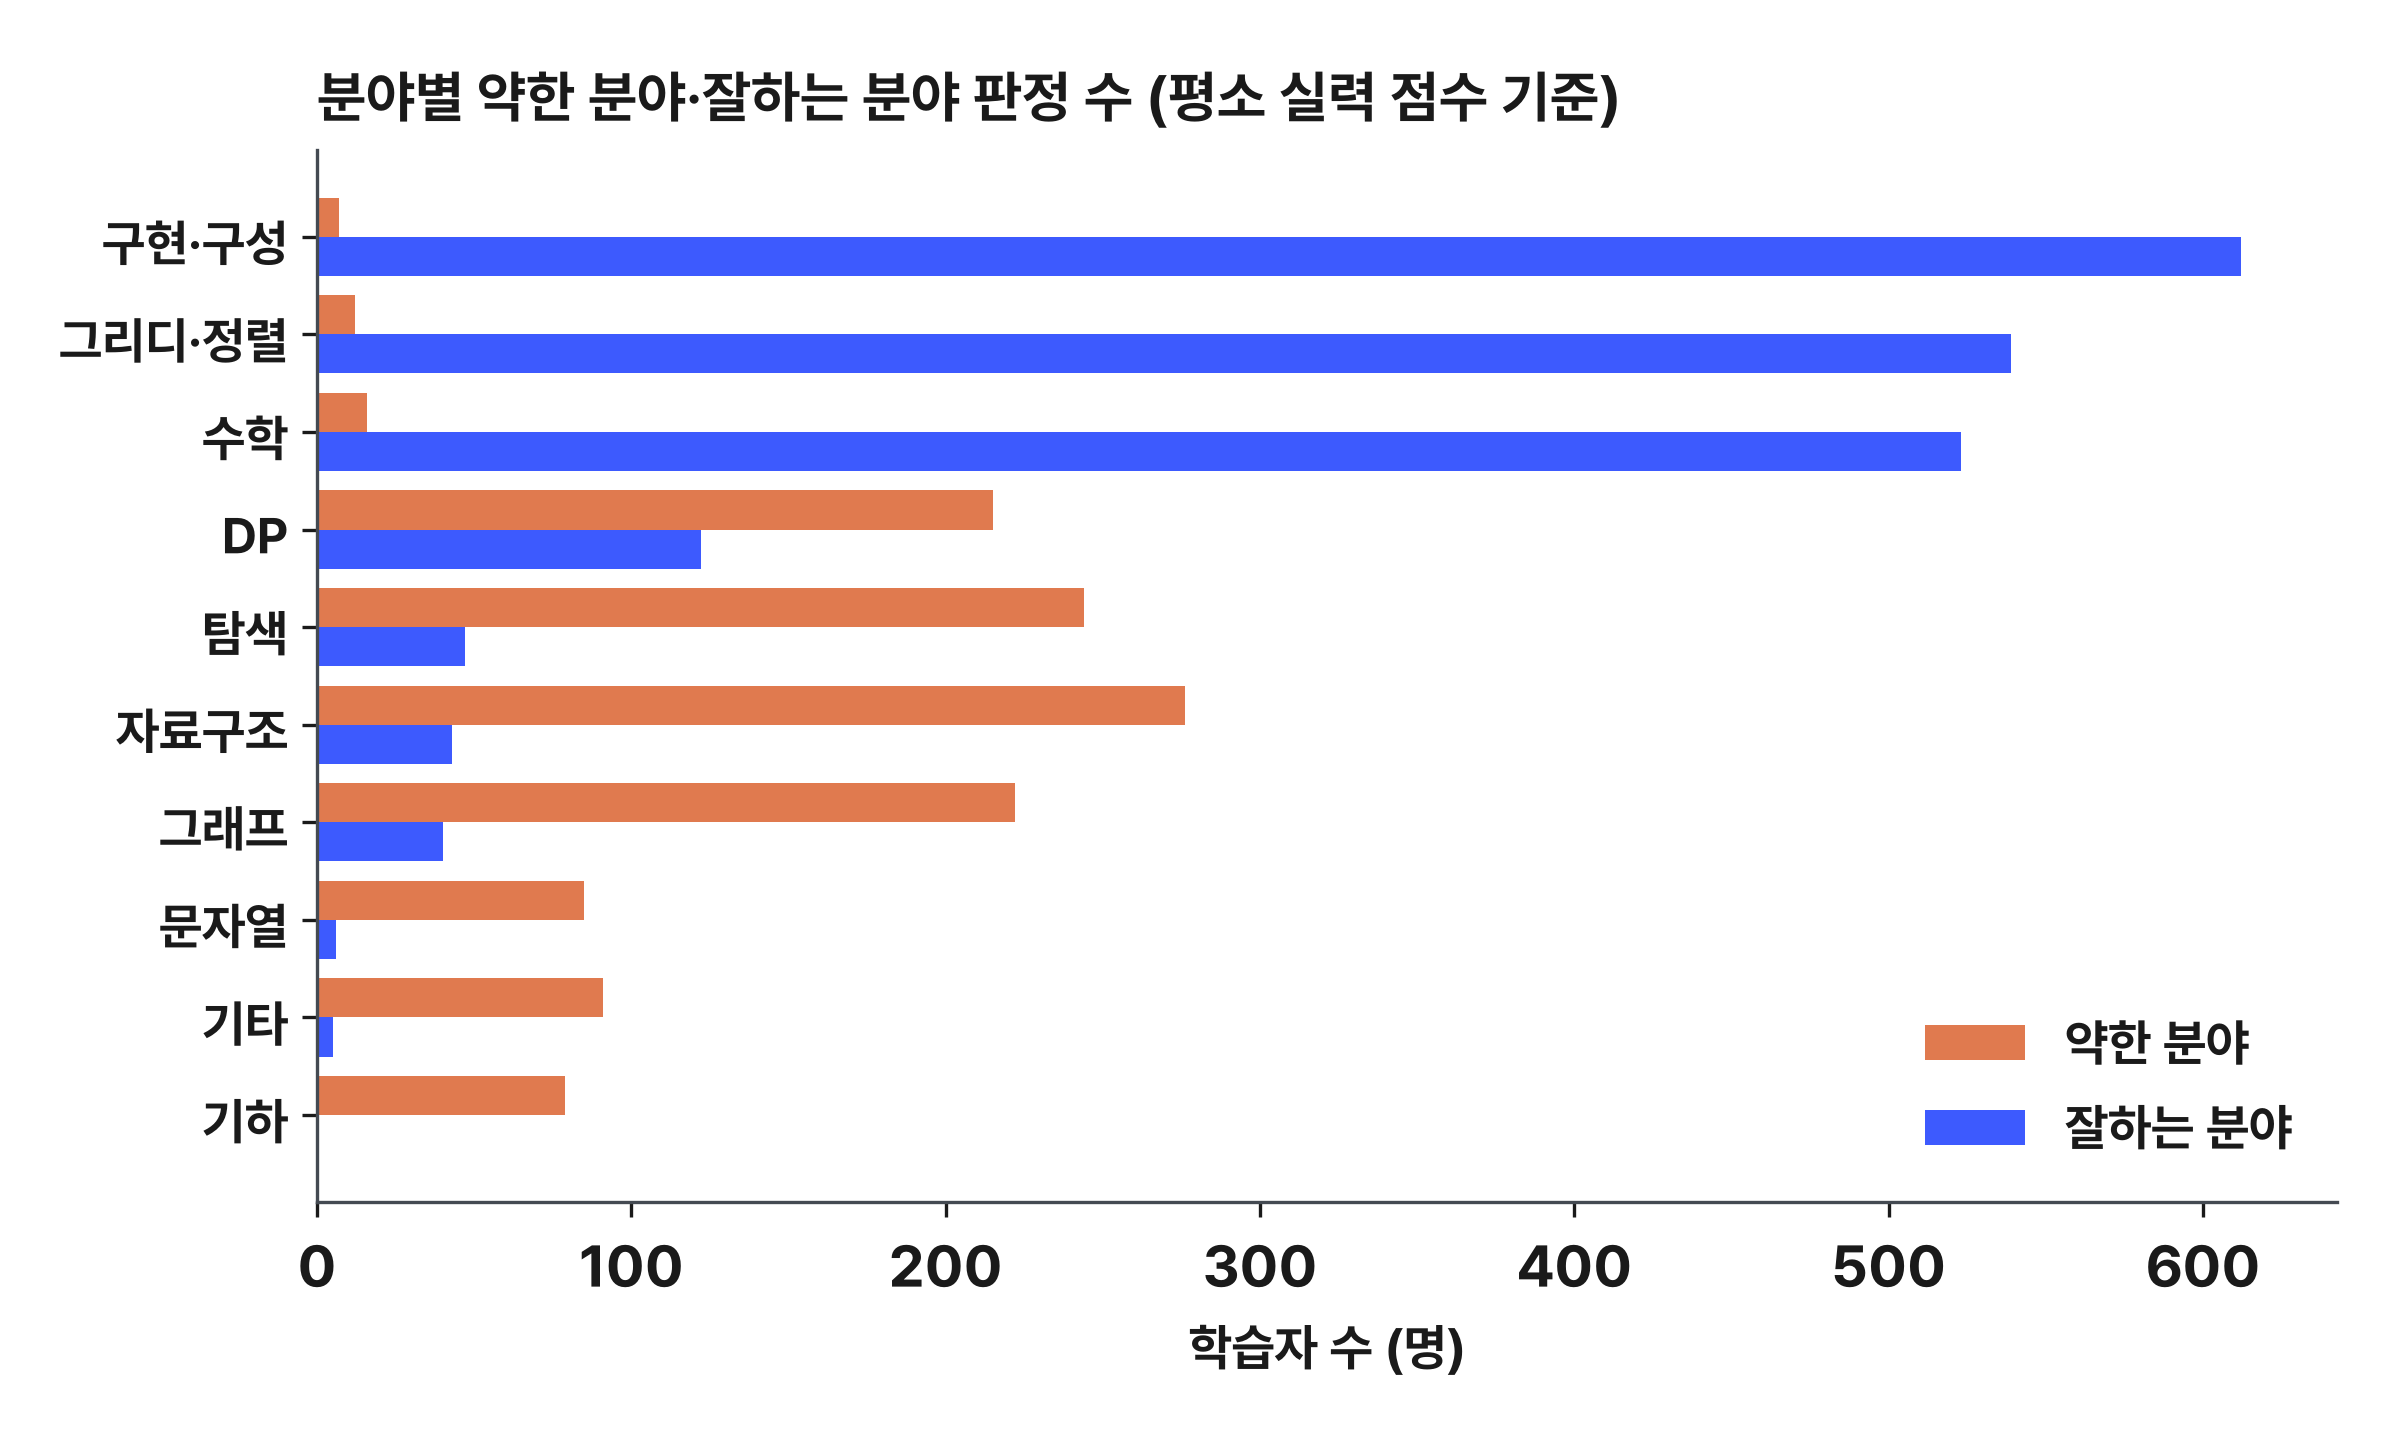 분야별 약한 분야·잘하는 분야 판정 수 (평소 실력 점수 기준)
구현·구성
그리디·정렬
수학
DP
탐색
자료구조
그래프
문자열
기타
기하
약한 분야
잘하는 분야
0 100 200 300 400 500 600
학습자 수 (명)